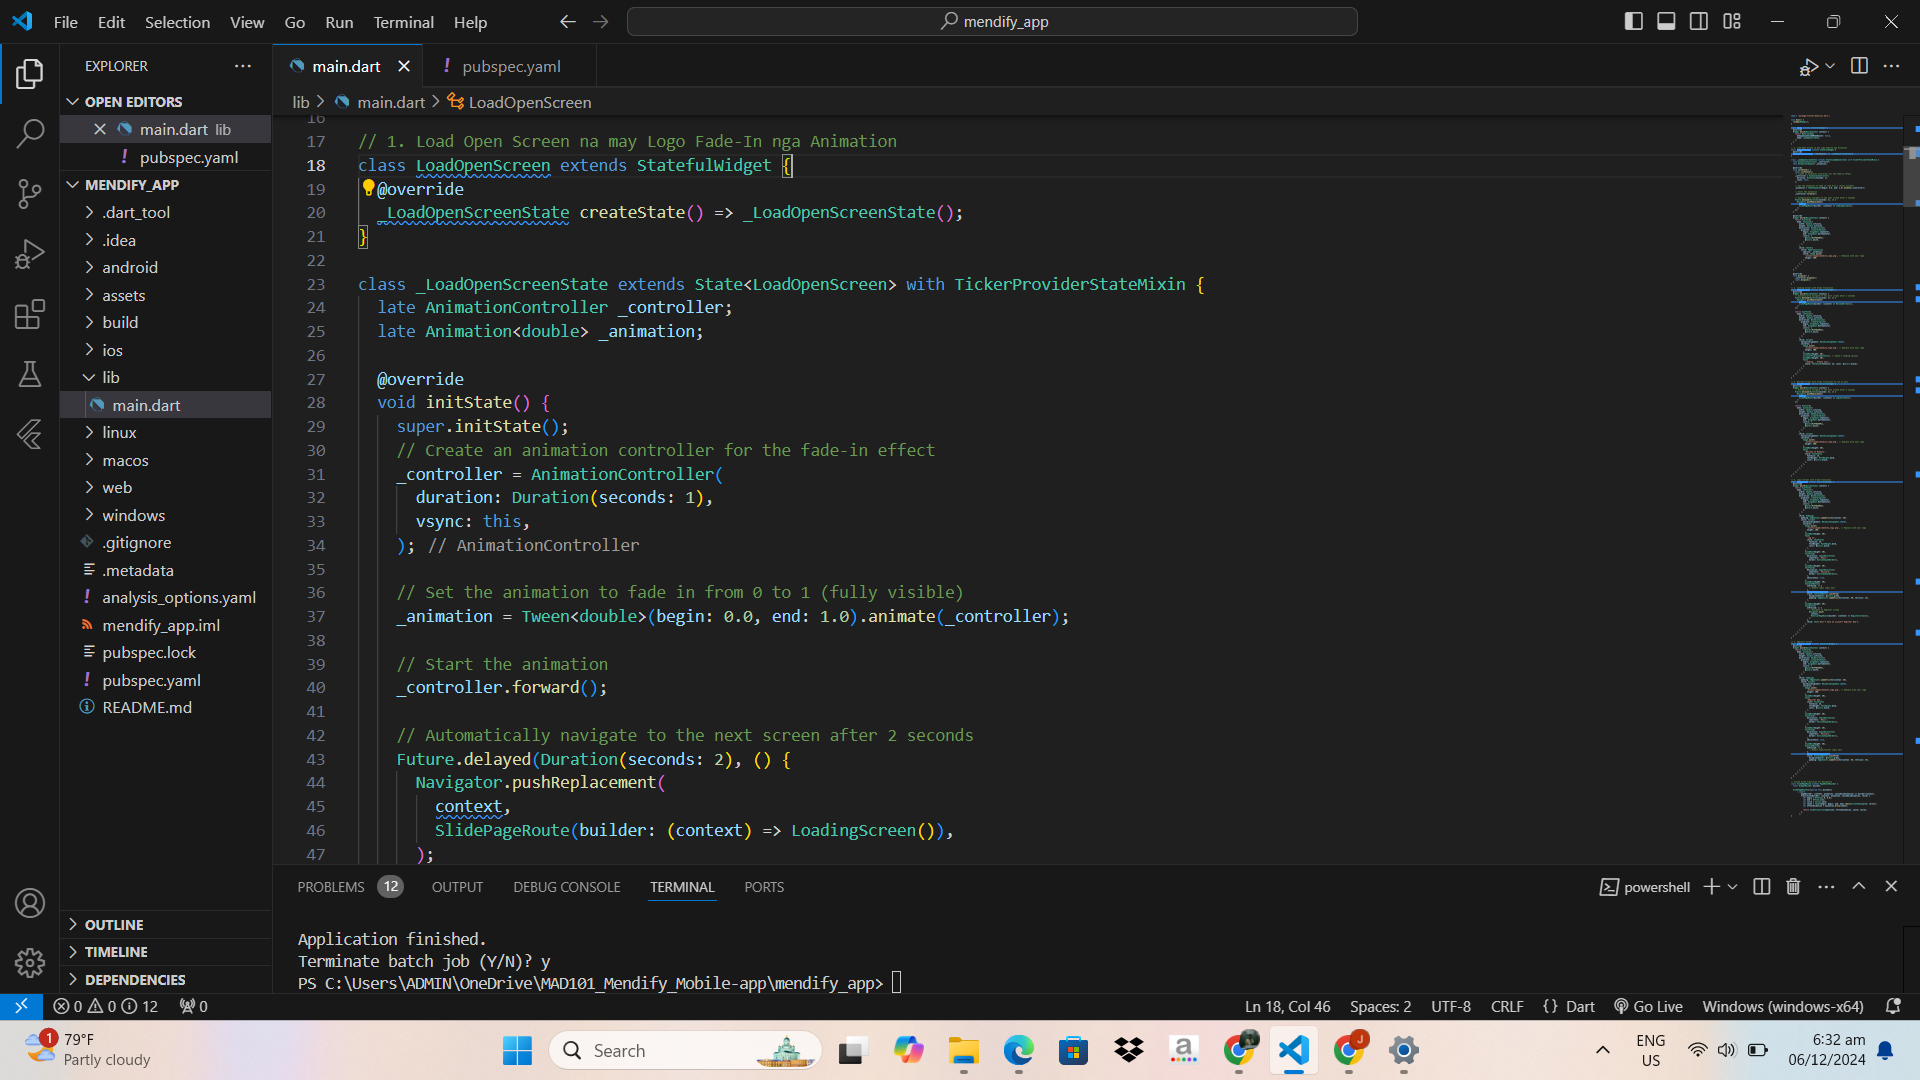 File Edit Selection View Go Run Terminal Help
mendify_app
EXPLORER
OPEN EDITORS
main.dart lib
pubspec.yaml
MENDIFY_APP
.dart_tool
.idea
android
assets
build
ios
lib
main.dart
linux
macos
web
windows
.gitignore
.metadata
analysis_options.yaml
mendify_app.iml
pubspec.lock
pubspec.yaml
README.md
OUTLINE
TIMELINE
DEPENDENCIES
main.dart
pubspec.yaml
lib > main.dart > LoadOpenScreen
16
17 // 1. Load Open Screen na may Logo Fade-In nga Animation
18 class LoadOpenScreen extends StatefulWidget {
19 @override
20 _LoadOpenScreenState createState() => _LoadOpenScreenState();
21 }
22
23 class _LoadOpenScreenState extends State<LoadOpenScreen> with TickerProviderStateMixin {
24 late AnimationController _controller;
25 late Animation<double> _animation;
26
27 @override
28 void initState() {
29 super.initState();
30 // Create an animation controller for the fade-in effect
31 _controller = AnimationController(
32 duration: Duration(seconds: 1),
33 vsync: this,
34 ); // AnimationController
35
36 // Set the animation to fade in from 0 to 1 (fully visible)
37 _animation = Tween<double>(begin: 0.0, end: 1.0).animate(_controller);
38
39 // Start the animation
40 _controller.forward();
41
42 // Automatically navigate to the next screen after 2 seconds
43 Future.delayed(Duration(seconds: 2), () {
44 Navigator.pushReplacement(
45 context,
46 SlidePageRoute(builder: (context) => LoadingScreen()),
47 );
PROBLEMS 12 OUTPUT DEBUG CONSOLE TERMINAL PORTS
powershell
Application finished.
Terminate batch job (Y/N)? y
PS C:\Users\ADMIN\OneDrive\MAD101_Mendify_Mobile-app\mendify_app>
0 0 12 0
Ln 18, Col 46 Spaces: 2 UTF-8 CRLF {} Dart Go Live Windows (windows-x64)
1
79°F
Partly cloudy
Search
a
J
ENG
US
6:32 am
06/12/2024